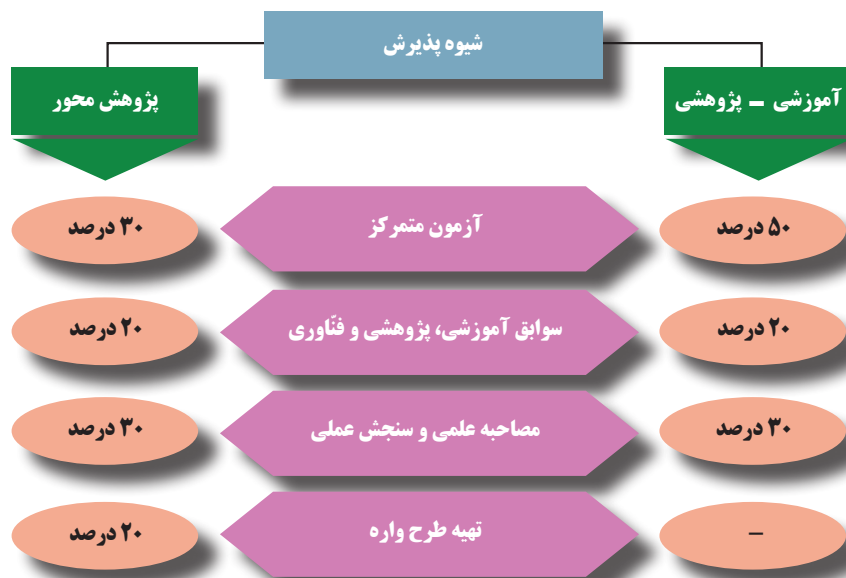 شیوه پذیرش
آموزشی – پژوهشی
پژوهش محور
۵۰ درصد
آزمون متمرکز
۳۰ درصد
۲۰ درصد
سوابق آموزشی، پژوهشی و فنّاوری
۲۰ درصد
۳۰ درصد
مصاحبه علمی و سنجش عملی
۳۰ درصد
–
تهیه طرح واره
۲۰ درصد